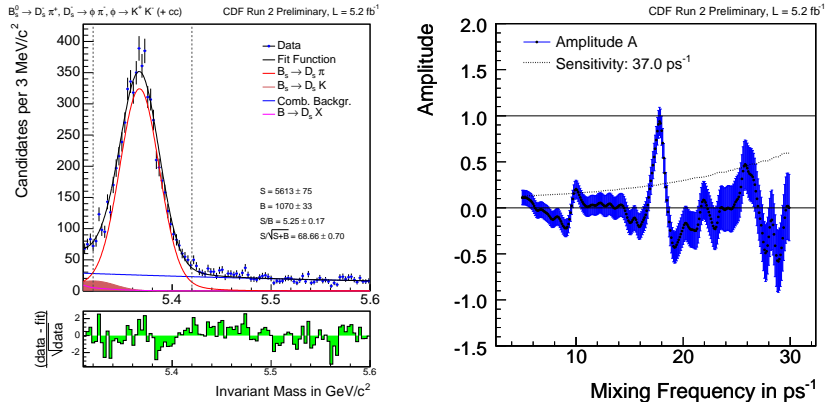 B⁰ₛ → D⁻ₛ π⁺, D⁻ₛ → ϕ π⁻, ϕ → K⁺ K⁻ (+ cc)
CDF Run 2 Preliminary, L = 5.2 fb⁻¹
Candidates per 3 MeV/c²
400
350
300
250
200
150
100
50
0
Data
Fit Function
Bₛ → Dₛ π
Bₛ → Dₛ K
Comb. Backgr.
B → Dₛ X
S = 5613 ± 75
B = 1070 ± 33
S/B = 5.25 ± 0.17
S/√S+B = 68.66 ± 0.70
5.4
5.5
5.6
(data - fit)
√data
2
0
-2
5.4
5.5
5.6
Invariant Mass in GeV/c²
CDF Run 2 Preliminary, L = 5.2 fb⁻¹
Amplitude
2.0
1.5
1.0
0.5
0.0
-0.5
-1.0
-1.5
Amplitude A
Sensitivity: 37.0 ps⁻¹
10
20
30
Mixing Frequency in ps⁻¹